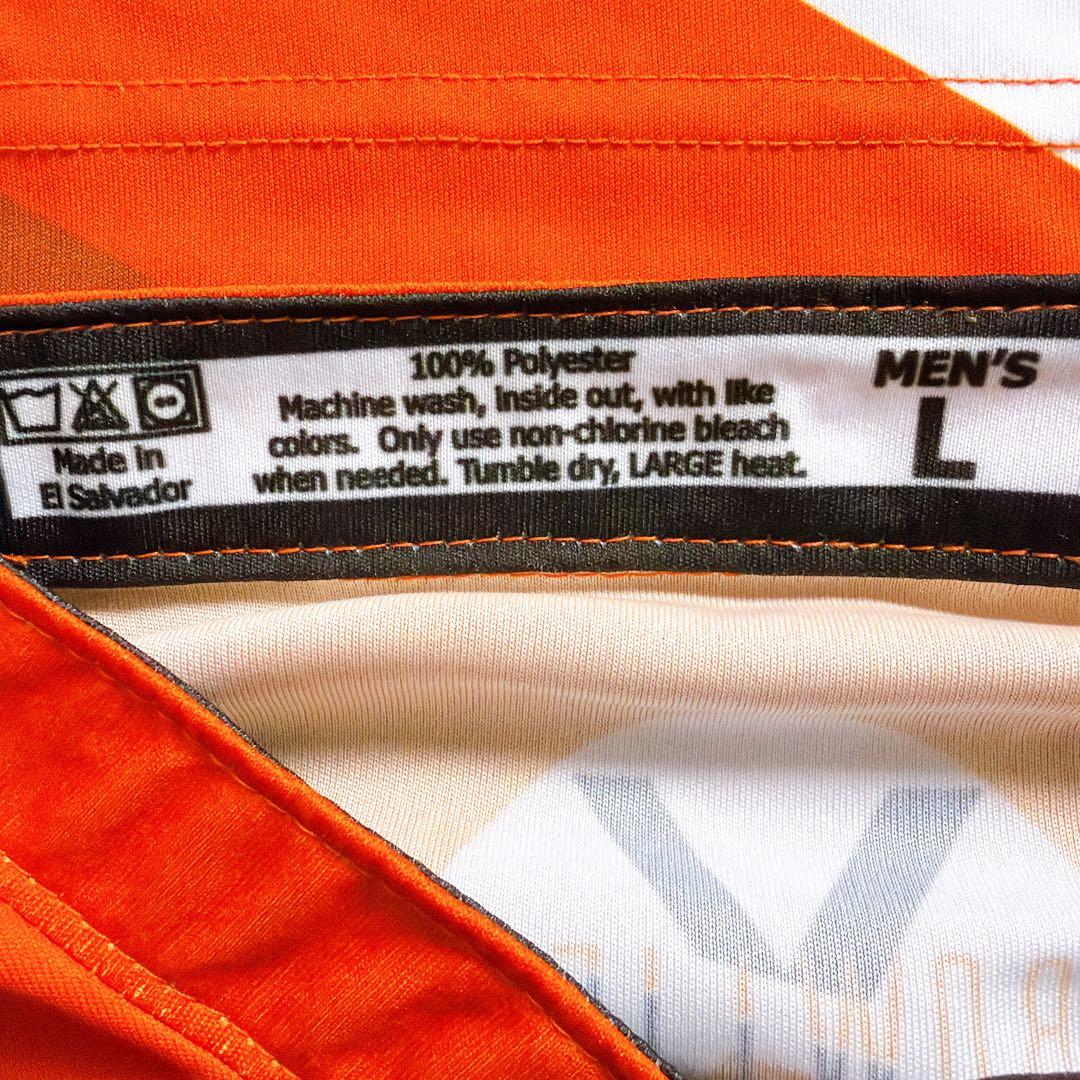 Made in
El Salvador
100% Polyester
Machine wash, inside out, with like
colors. Only use non-chlorine bleach
when needed. Tumble dry, LARGE heat.
MEN'S
L